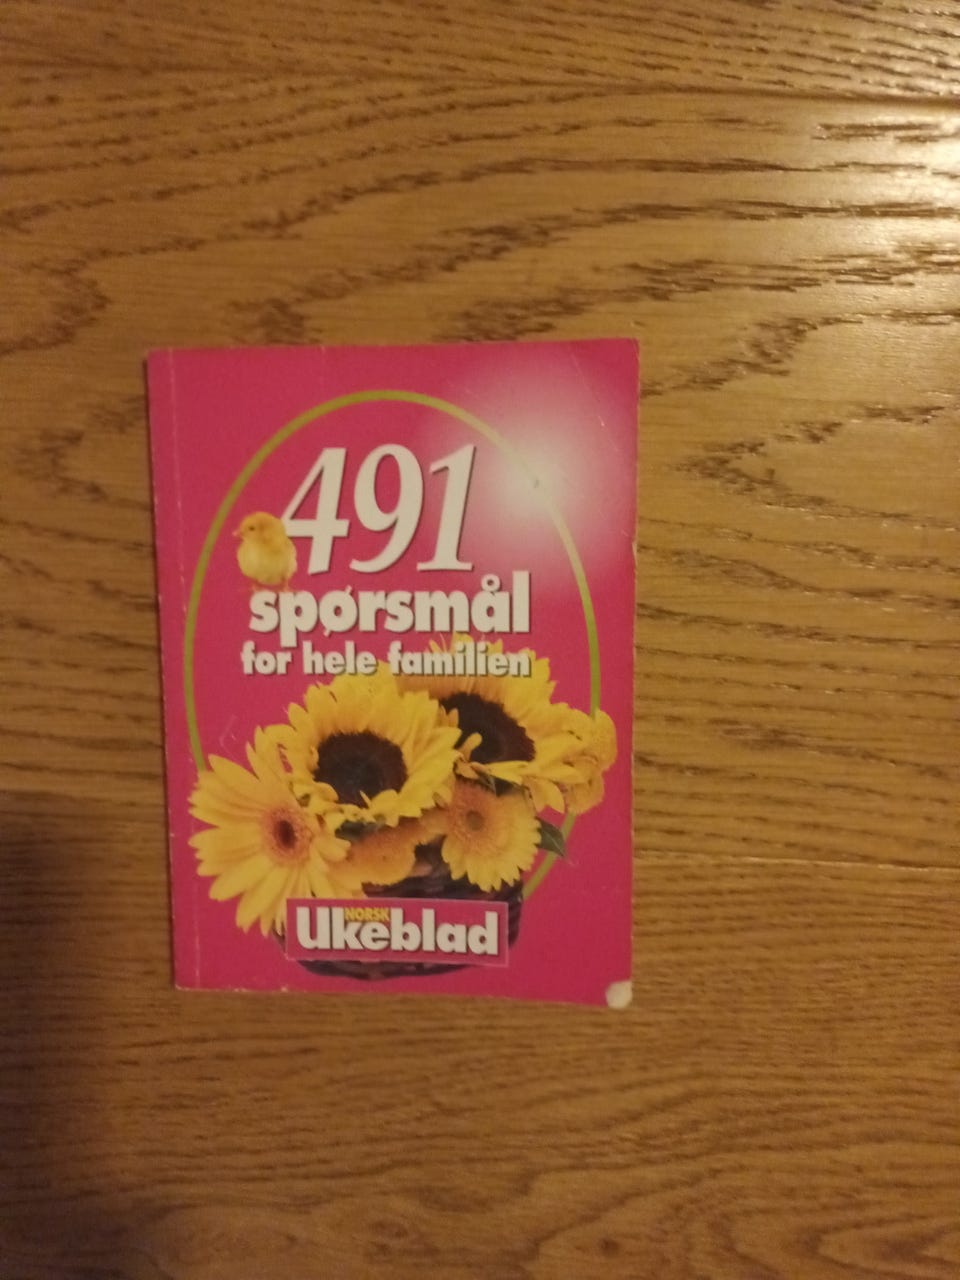 491
spørsmål
for hele familien
NORSK
Ukeblad